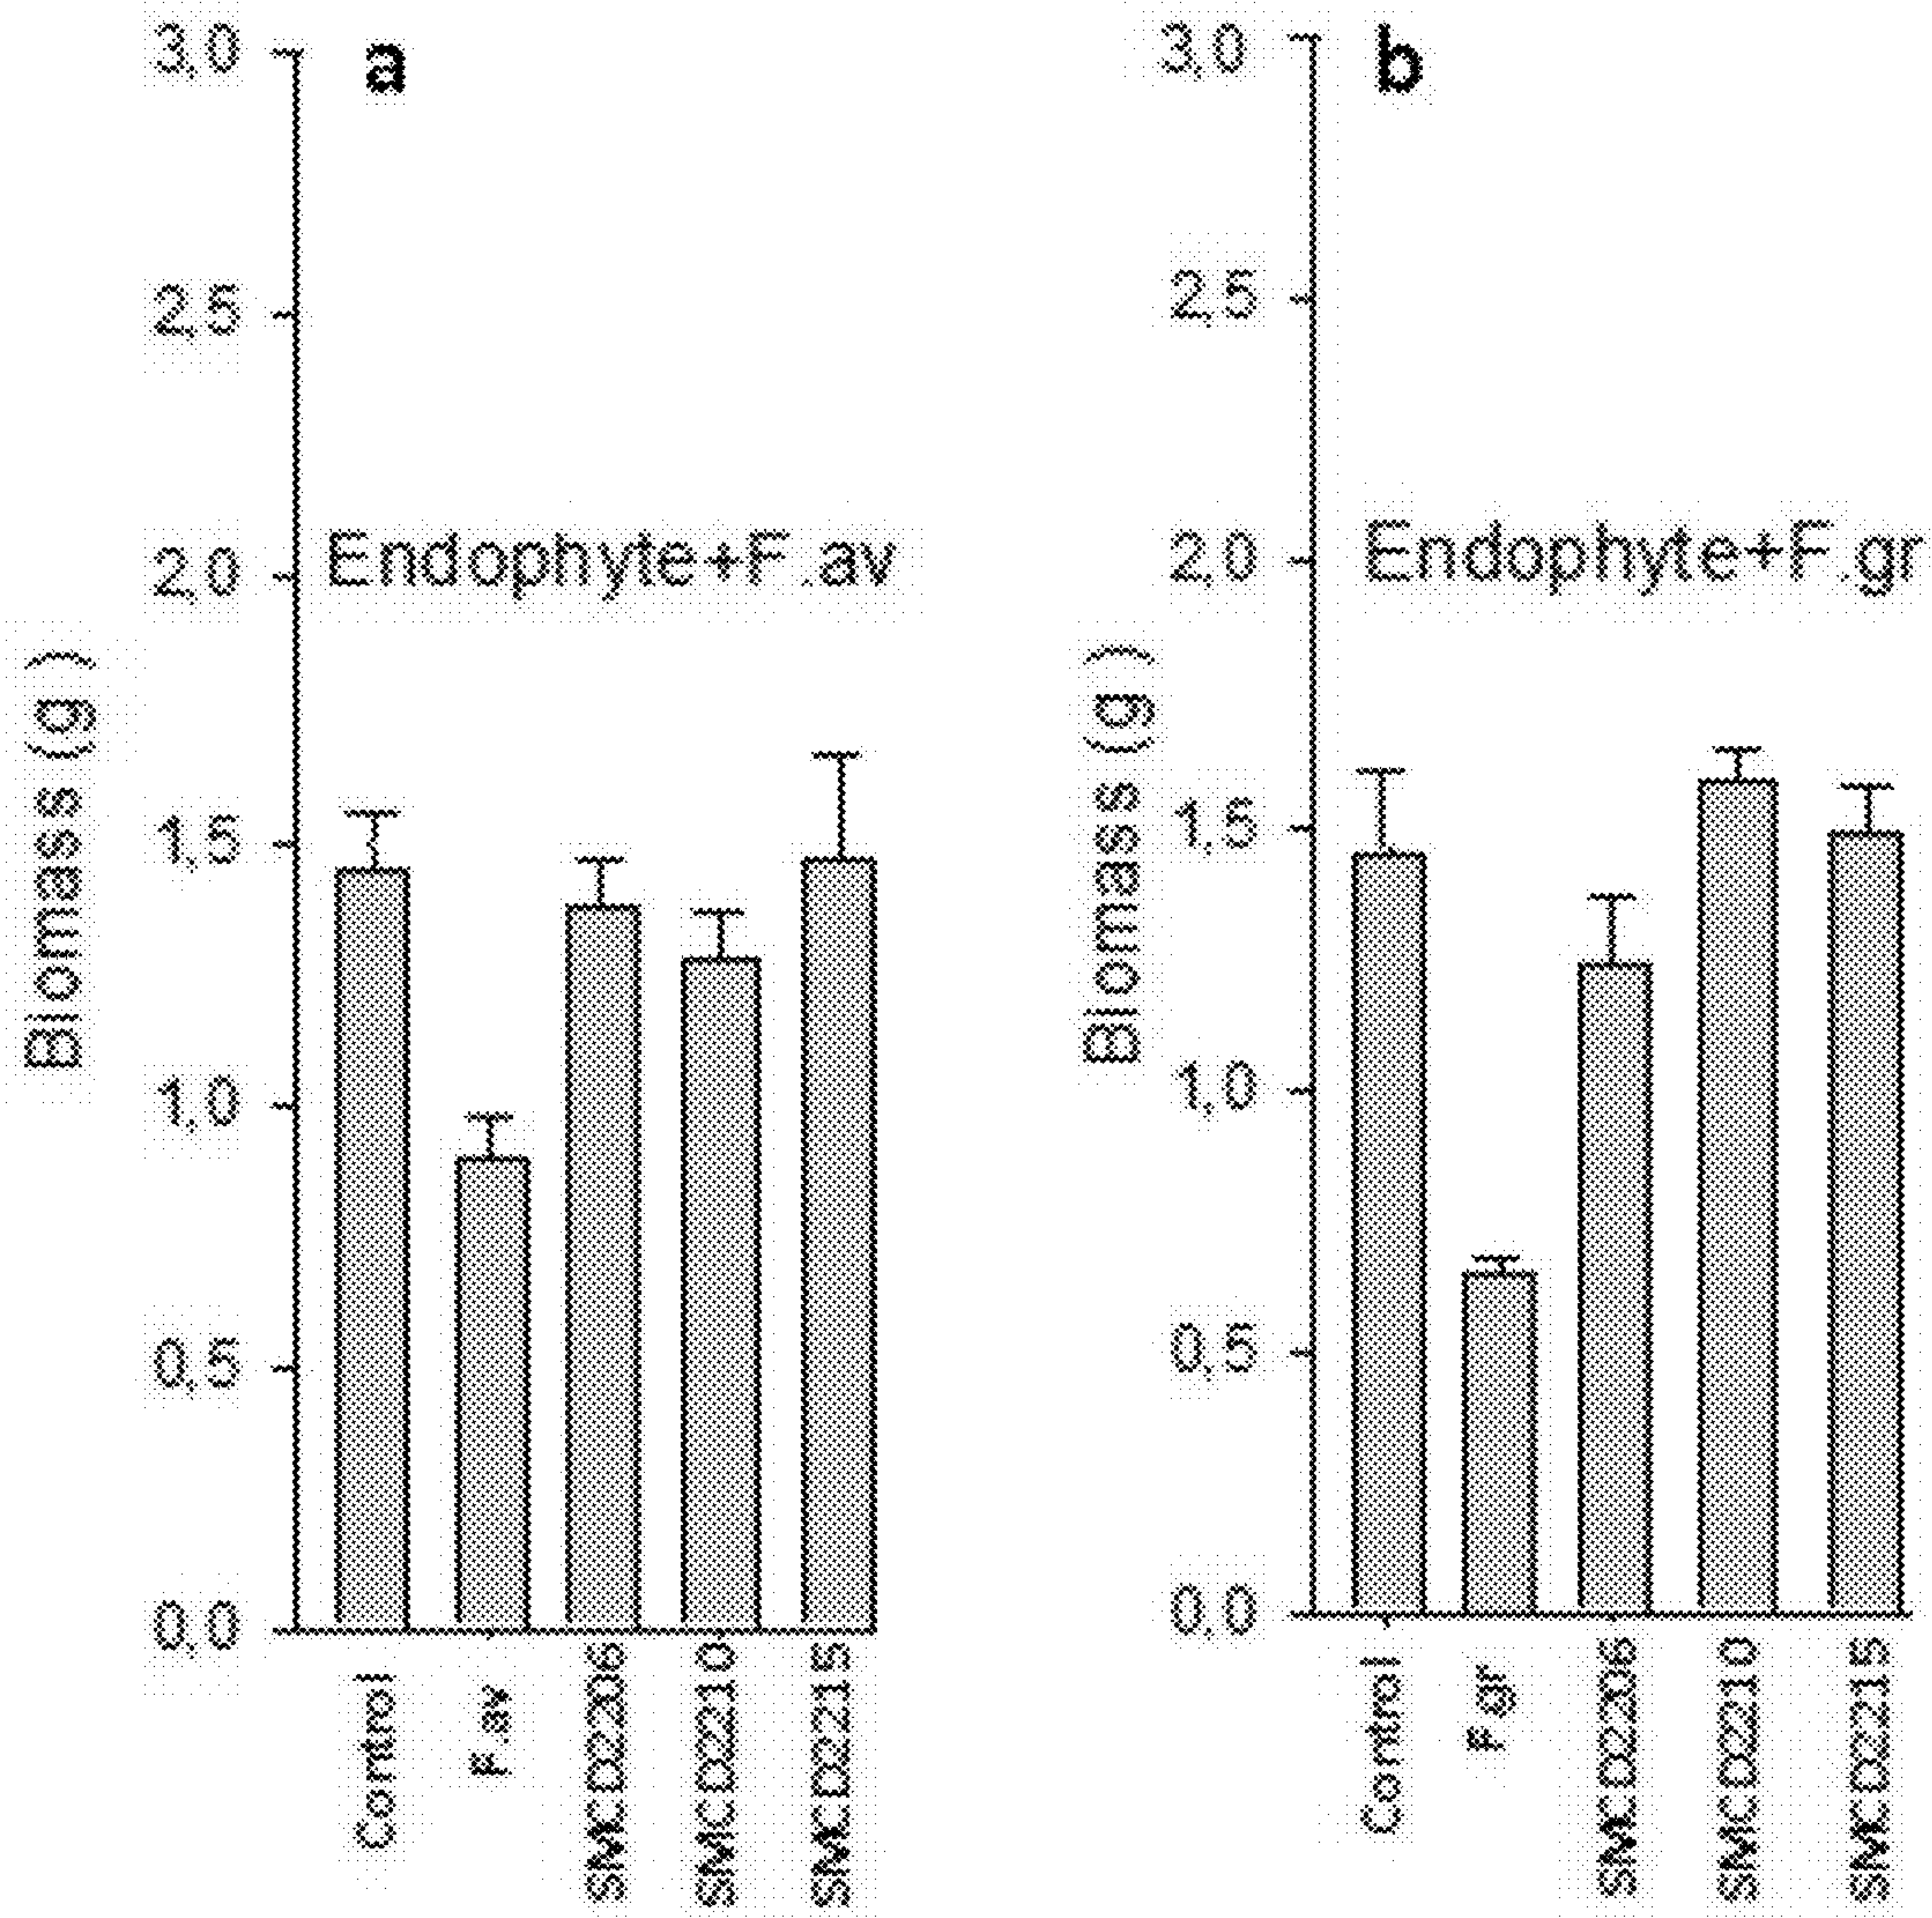 a
3,0
2,5
2,0
1,5
1,0
0,5
0,0
Biomass (g )
Endophyte+F.av
Control
F.av
SMCD2206
SMCD2210
SMCD2215
b
3,0
2,5
2,0
1,5
1,0
0,5
0,0
Biomass (g )
Endophyte+F.gr
Control
F.gr
SMCD2206
SMCD2210
SMCD2215